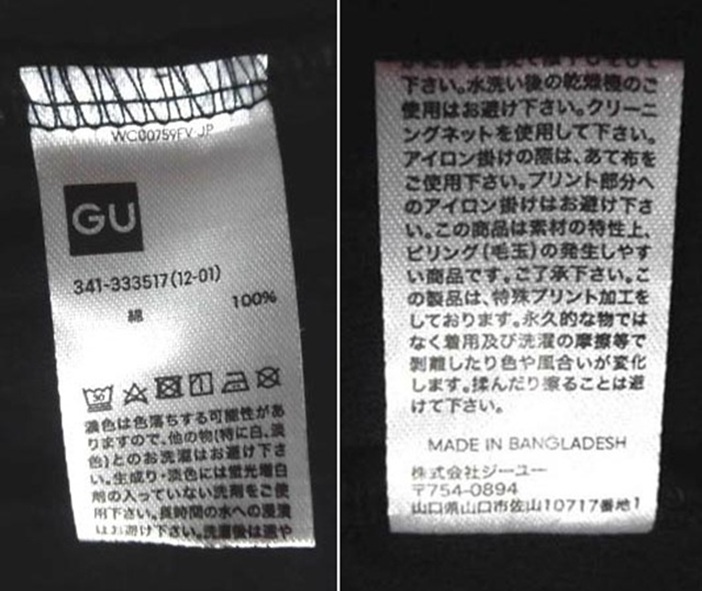 WC00759FV-JP
GU
341-333517(12-01)
綿 100%
濃色は色落ちする可能性があ
りますので、他の物(特に白、淡
色)とのお洗濯はお避け下さ
い。生成り・淡色には蛍光増白
剤の入っていない洗剤をご使
用下さい。長時間の水への浸漬
はお避け下さい。洗濯後は速や
下さい。水洗い後の乾燥機のご
使用はお避け下さい。クリーニ
ングネットを使用して下さい。
アイロン掛けの際は、あて布を
ご使用下さい。プリント部分へ
のアイロン掛けはお避け下さ
い。この商品は素材の特性上、
ピリング(毛玉)の発生しやす
い商品です。ご了承下さい。こ
の製品は、特殊プリント加工を
しております。永久的な物では
なく着用及び洗濯の摩擦等で
剥離したり色や風合いが変化
します。揉んだり擦ることは避
けて下さい。
MADE IN BANGLADESH
株式会社ジーユー
〒754-0894
山口県山口市佐山10717番地1